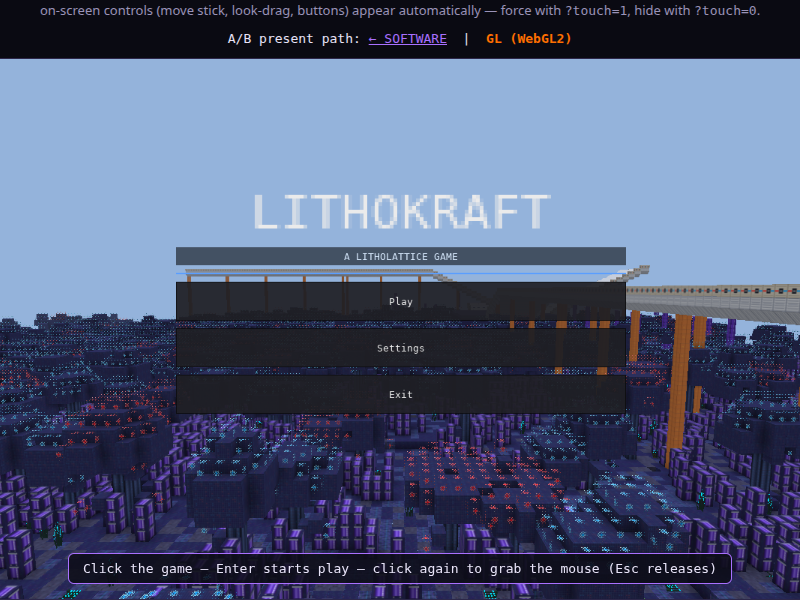 on-screen controls (move stick, look-drag, buttons) appear automatically — force with ?touch=1, hide with ?touch=0.
A/B present path: ← SOFTWARE | GL (WebGL2)
LITHOKRAFT
A LITHOLATTICE GAME
Play
Settings
Exit
Click the game — Enter starts play — click again to grab the mouse (Esc releases)